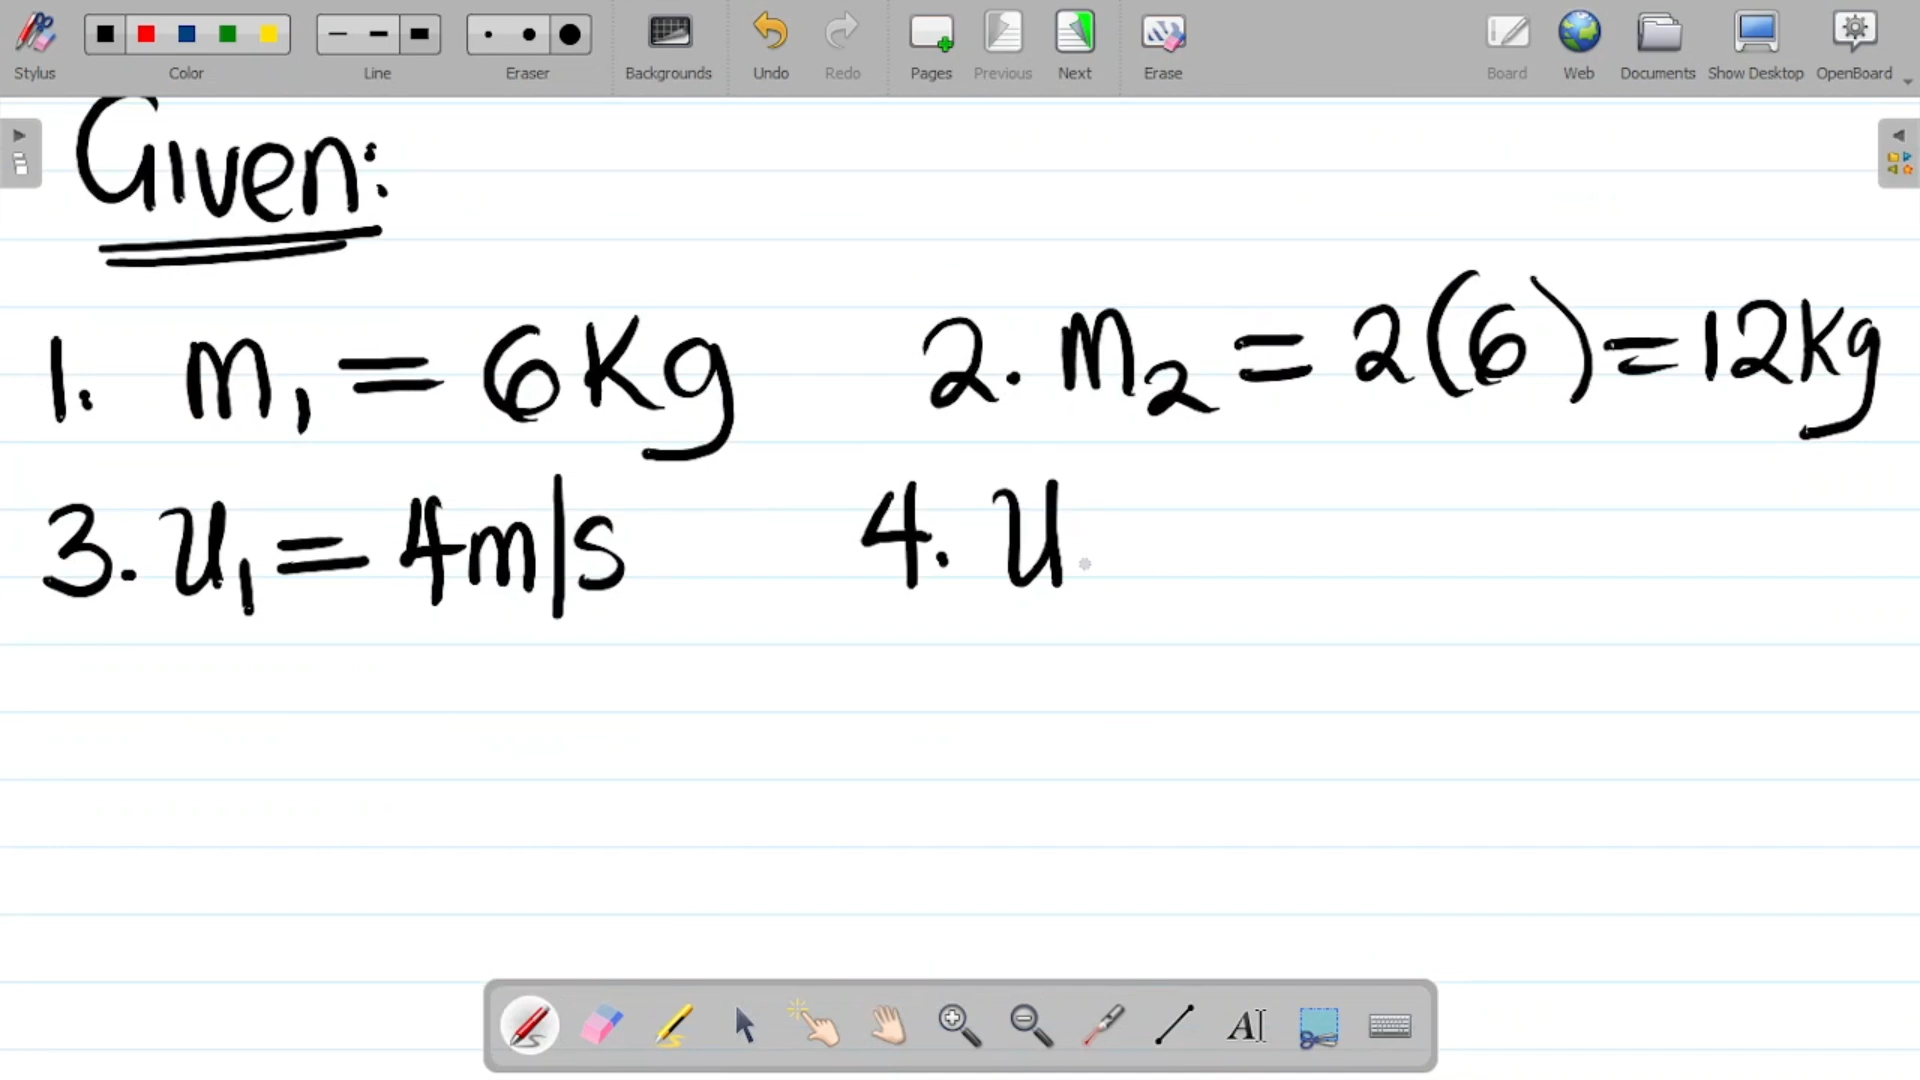 Stylus Color Line Eraser Backgrounds Undo Redo Pages Previous Next Erase Board Web Documents Show Desktop OpenBoard
Given:
1. m₁ = 6Kg 2. m₂ = 2(6) = 12Kg
3. u₁ = 4m/s 4. u